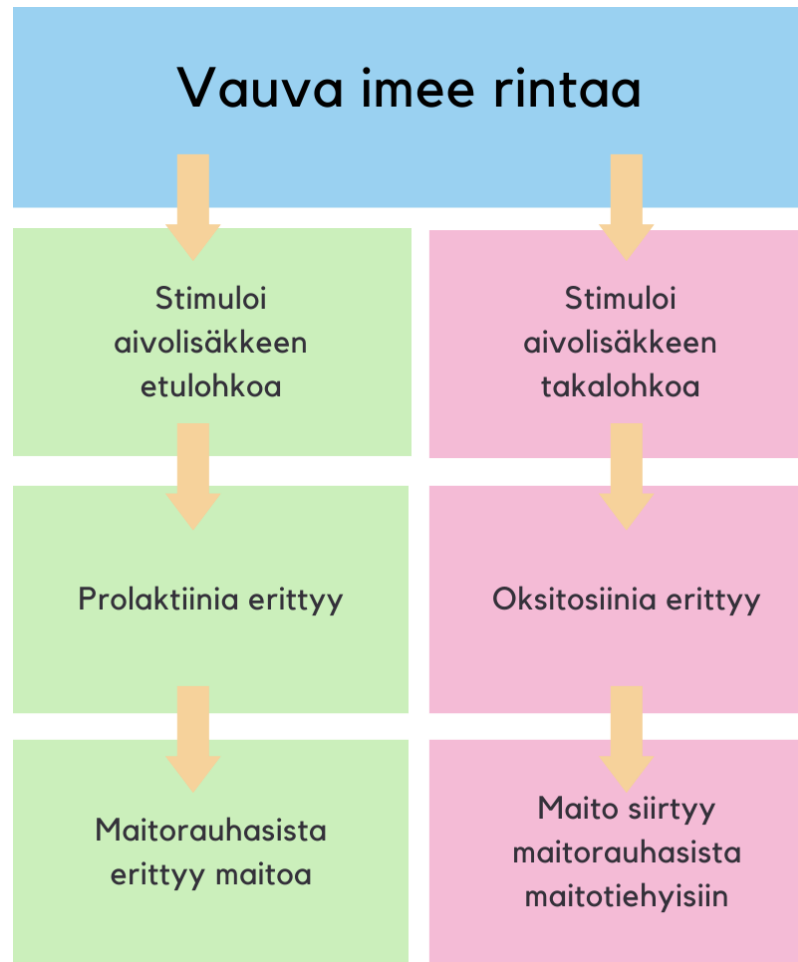 Vauva imee rintaa
Stimuloi
aivolisäkkeen
etulohkoa
Stimuloi
aivolisäkkeen
takalohkoa
Prolaktiinia erittyy
Oksitosiinia erittyy
Maitorauhasista
erittyy maitoa
Maito siirtyy
maitorauhasista
maitotiehyisiin